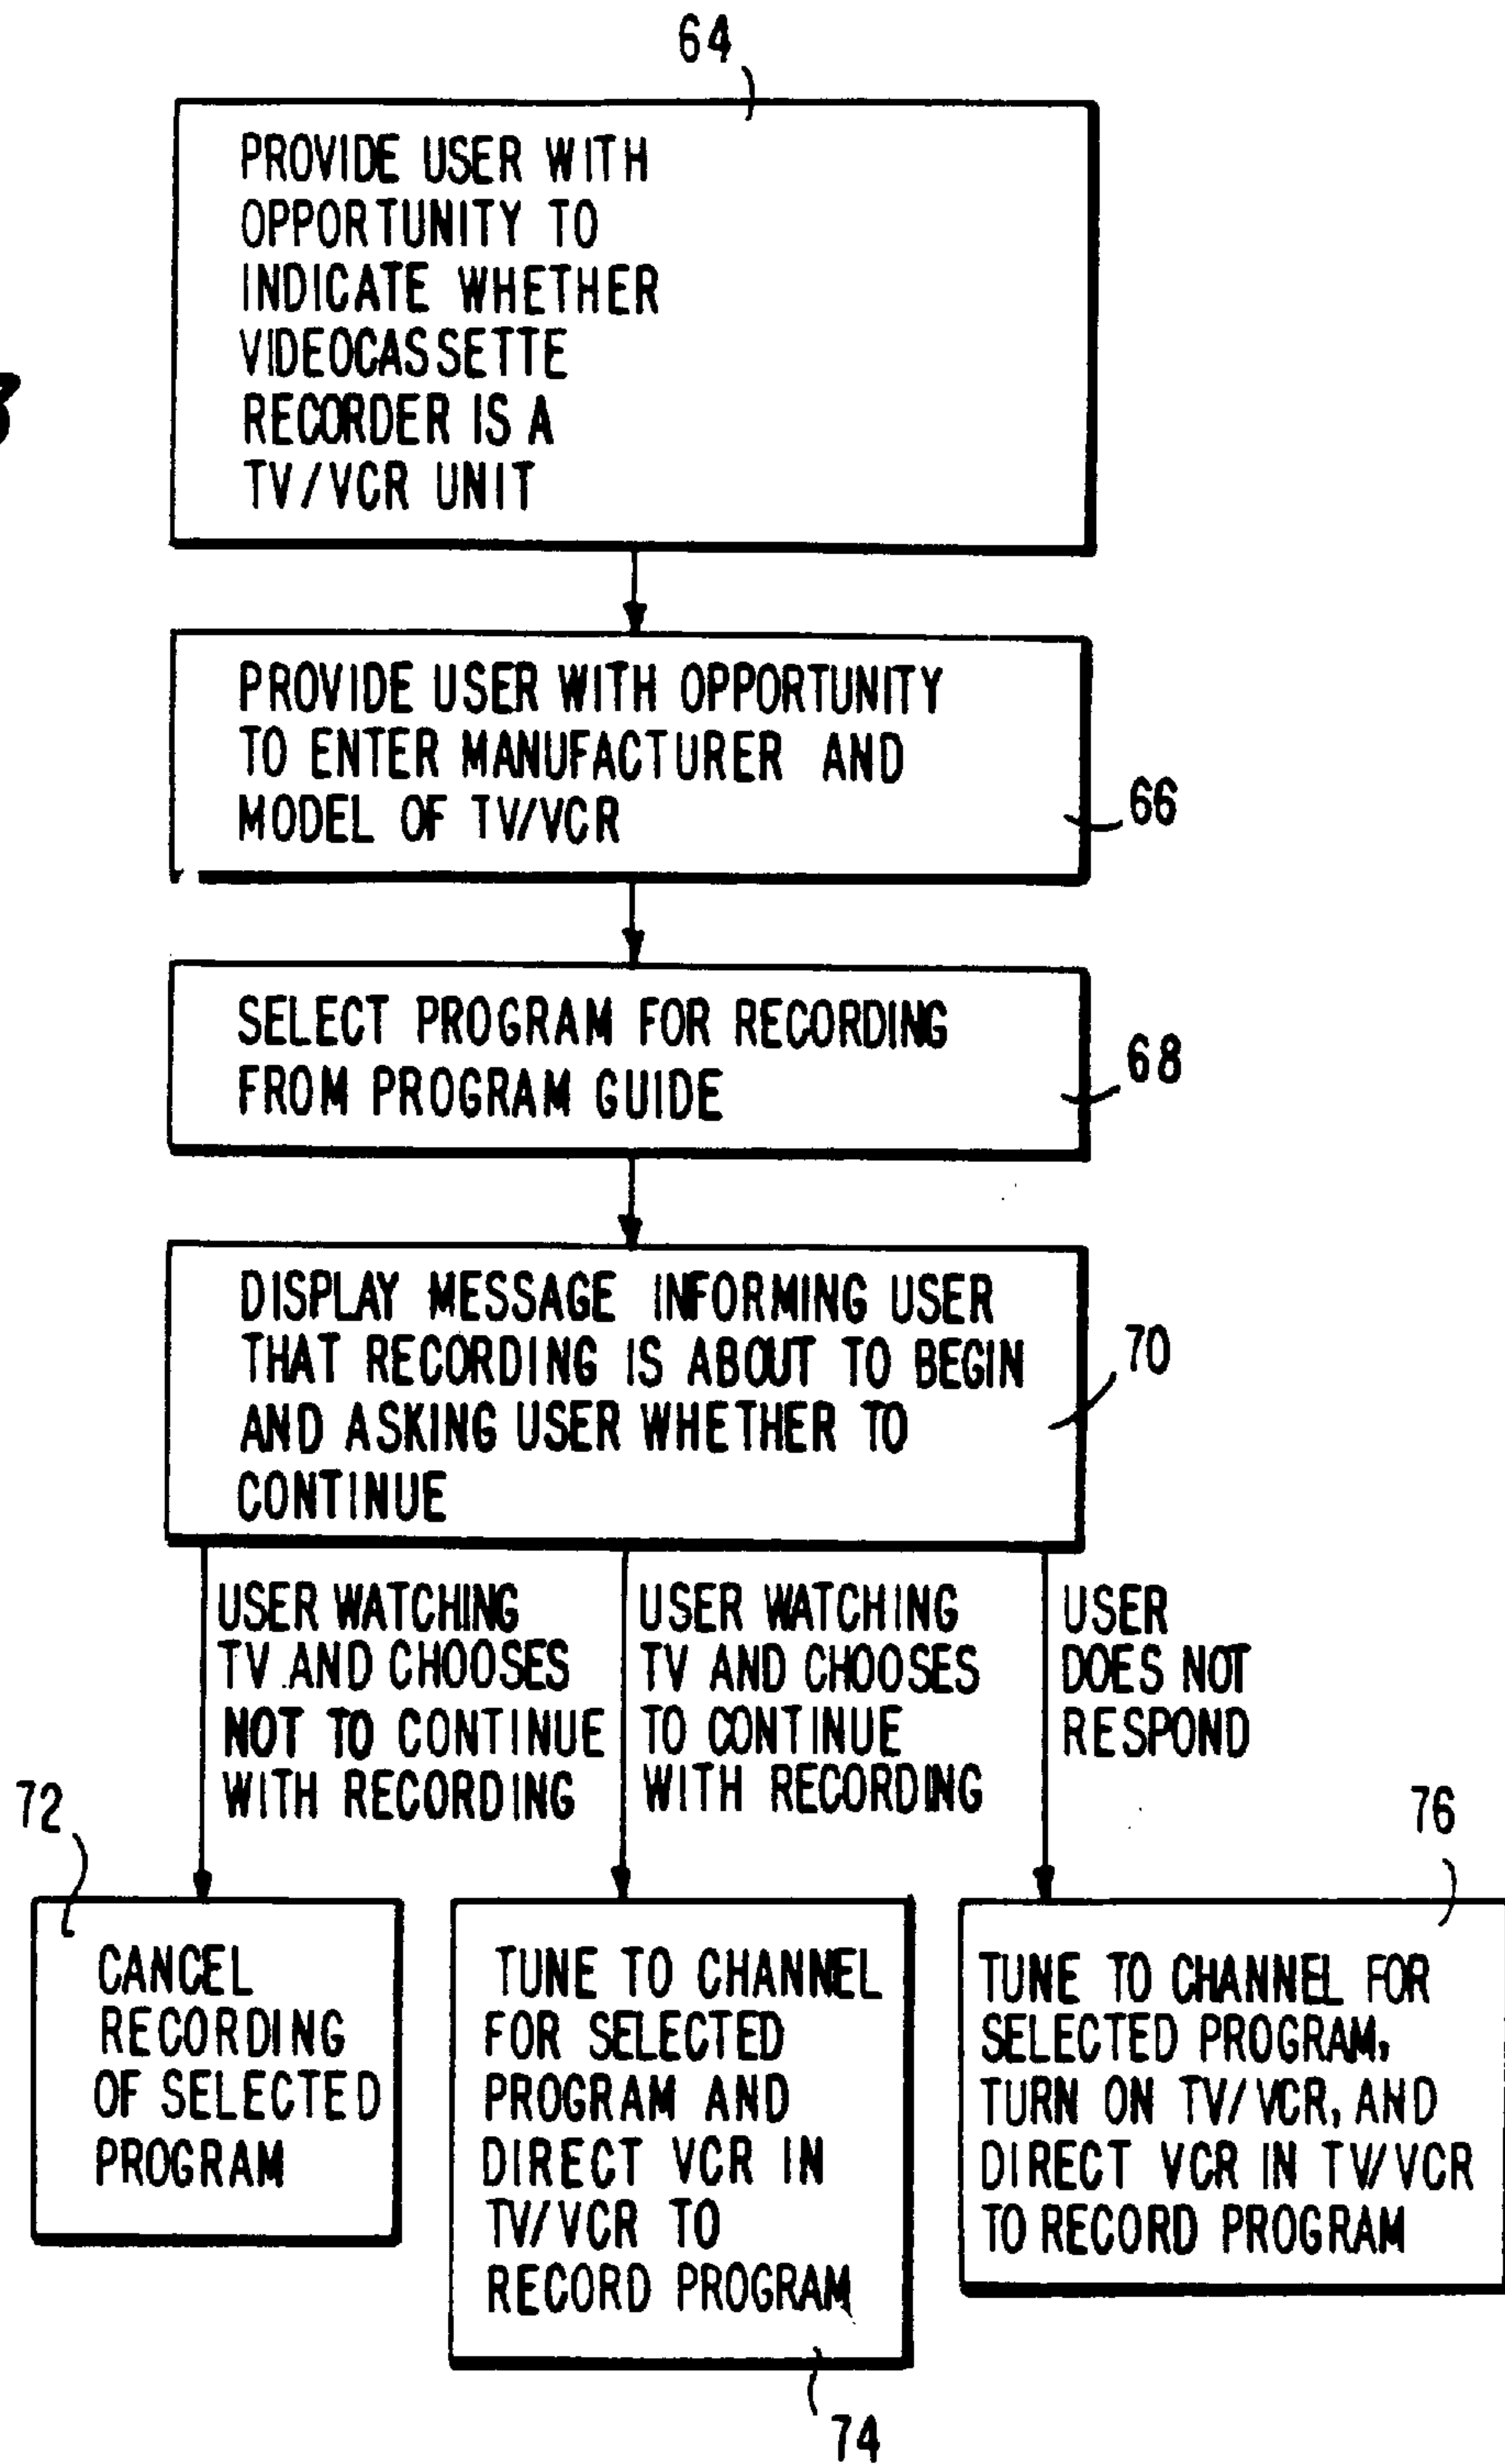 64
PROVIDE USER WITH
OPPORTUNITY TO
INDICATE WHETHER
VIDEOCASSETTE
RECORDER IS A
TV/VCR UNIT
PROVIDE USER WITH OPPORTUNITY
TO ENTER MANUFACTURER AND
MODEL OF TV/VCR
66
SELECT PROGRAM FOR RECORDING
FROM PROGRAM GUIDE
68
DISPLAY MESSAGE INFORMING USER
THAT RECORDING IS ABOUT TO BEGIN
AND ASKING USER WHETHER TO
CONTINUE
70
USER WATCHING
TV AND CHOOSES
NOT TO CONTINUE
WITH RECORDING
USER WATCHING
TV AND CHOOSES
TO CONTINUE
WITH RECORDING
USER
DOES NOT
RESPOND
72
CANCEL
RECORDING
OF SELECTED
PROGRAM
TUNE TO CHANNEL
FOR SELECTED
PROGRAM AND
DIRECT VCR IN
TV/VCR TO
RECORD PROGRAM
74
76
TUNE TO CHANNEL FOR
SELECTED PROGRAM,
TURN ON TV/VCR, AND
DIRECT VCR IN TV/VCR
TO RECORD PROGRAM